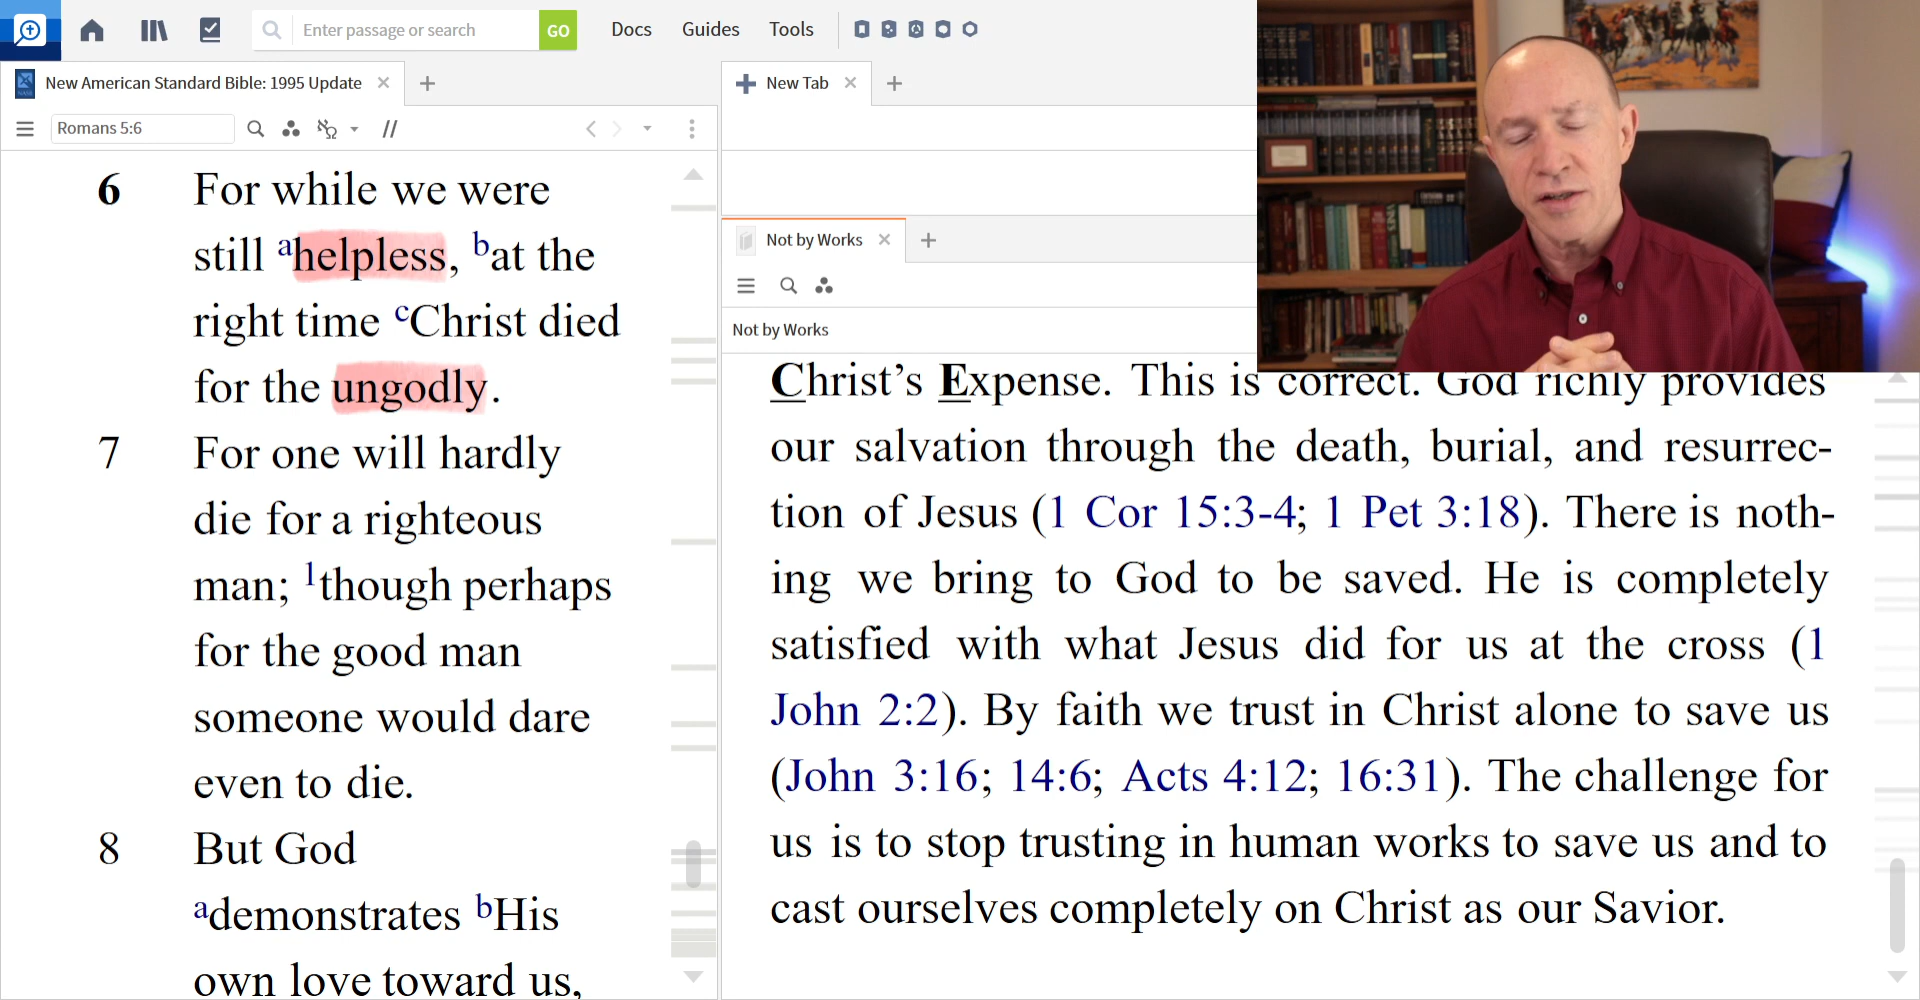 Enter passage or search
GO
Docs
Guides
Tools
New American Standard Bible: 1995 Update
Romans 5:6
6 For while we were
still ahelpless, bat the
right time cChrist died
for the ungodly.
7 For one will hardly
die for a righteous
man; 1though perhaps
for the good man
someone would dare
even to die.
8 But God
ademonstrates bHis
own love toward us,
New Tab
Not by Works
Not by Works
Christ’s Expense. This is correct. God richly provides
our salvation through the death, burial, and resurrec-
tion of Jesus (1 Cor 15:3-4; 1 Pet 3:18). There is noth-
ing we bring to God to be saved. He is completely
satisfied with what Jesus did for us at the cross (1
John 2:2). By faith we trust in Christ alone to save us
(John 3:16; 14:6; Acts 4:12; 16:31). The challenge for
us is to stop trusting in human works to save us and to
cast ourselves completely on Christ as our Savior.